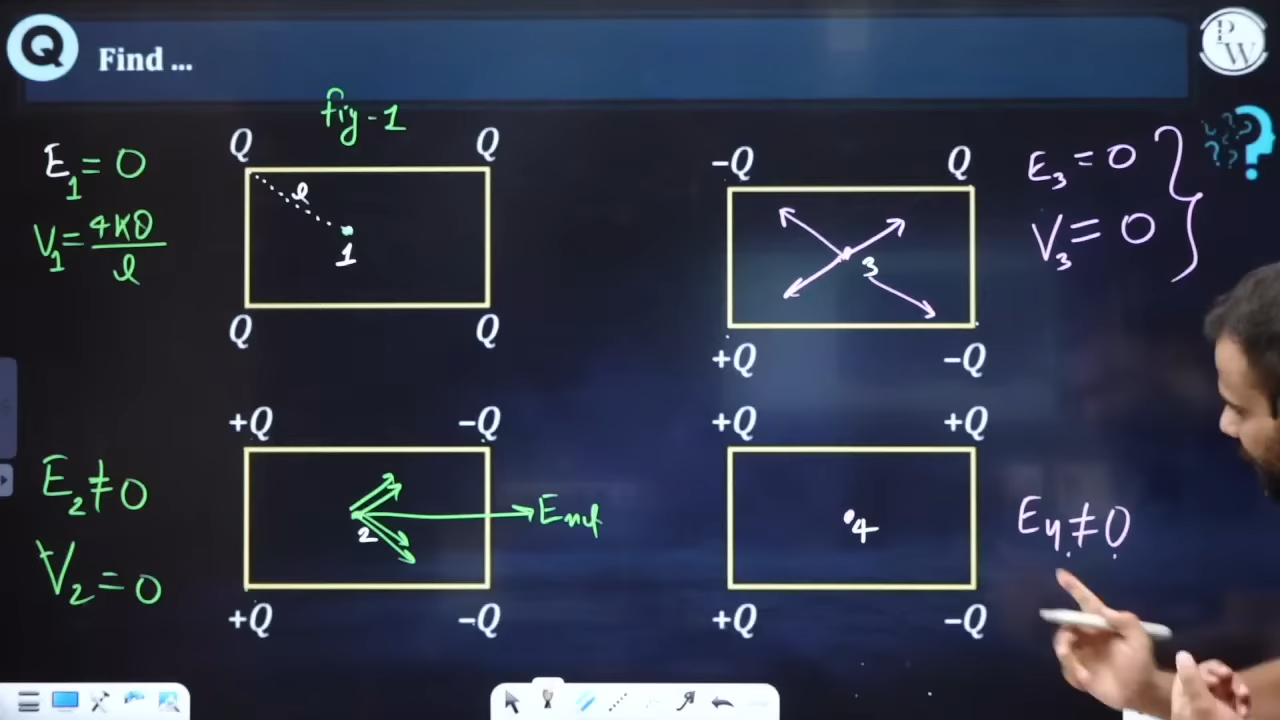 Q Find ...
P
W
???
fig-1
Q Q
E₁ = 0
V₁ = 4KQ / l
l
1
Q Q
-Q Q
E₃ = 0
V₃ = 0
3
+Q -Q
+Q -Q
E₂ ≠ 0
V₂ = 0
2
Enet
+Q -Q
+Q +Q
4
E₄ ≠ 0
+Q -Q